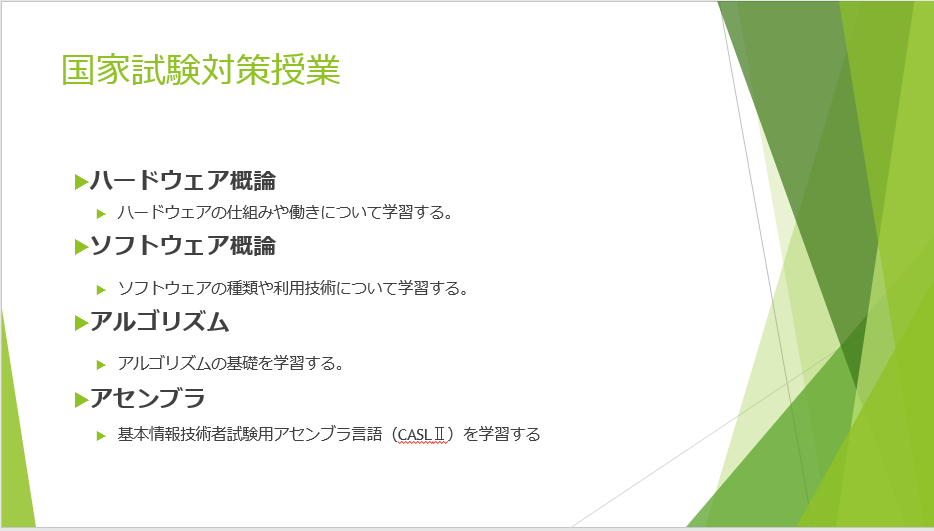 国家試験対策授業
ハードウェア概論
ハードウェアの仕組みや働きについて学習する。
ソフトウェア概論
ソフトウェアの種類や利用技術について学習する。
アルゴリズム
アルゴリズムの基礎を学習する。
アセンブラ
基本情報技術者試験用アセンブラ言語（CASLⅡ）を学習する